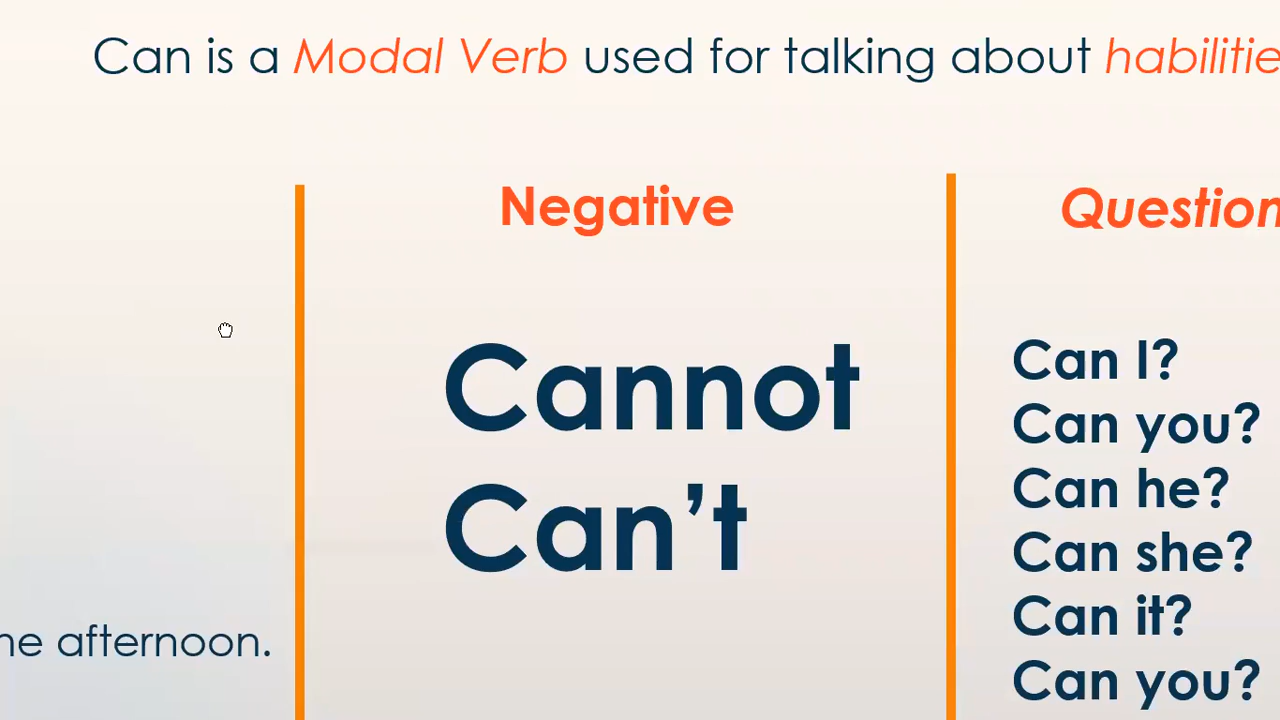 Can is a Modal Verb used for talking about habilitie
Negative
Question
Cannot
Can't
Can I?
Can you?
Can he?
Can she?
Can it?
Can you?
he afternoon.